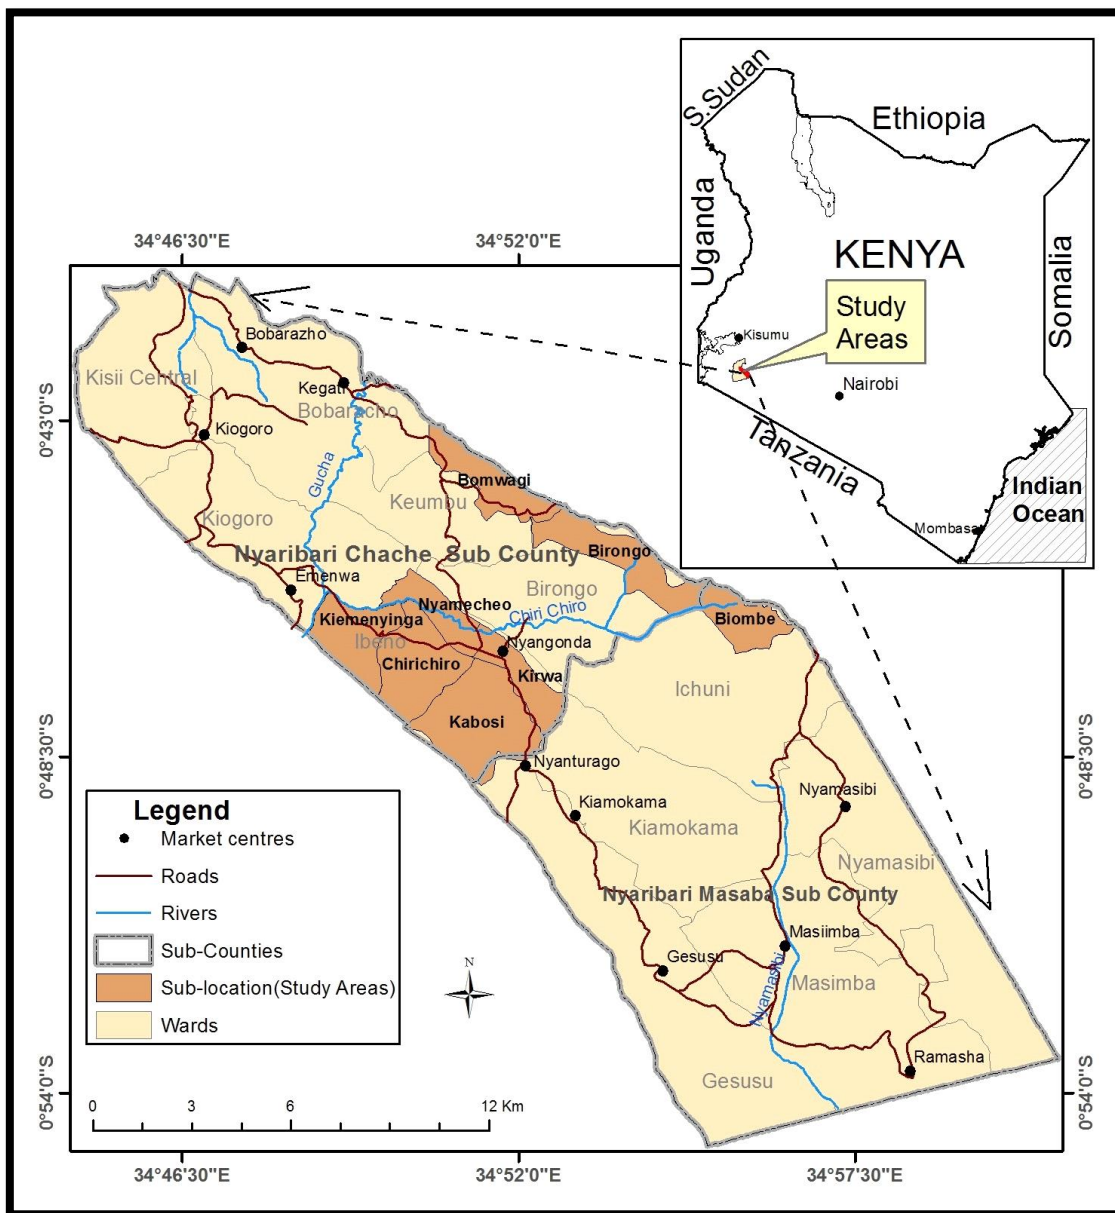 S.Sudan
Ethiopia
Uganda
KENYA
Somalia
Study
Areas
Kisumu
Nairobi
Tanzania
Indian
Ocean
Mombasa
34°46'30"E
34°52'0"E
0°43'0"S
0°48'30"S
0°48'30"S
0°54'0"S
0°54'0"S
Bobarazho
Kisii Central
Kegati
Bobaracho
Kiogoro
Gucha
Bomwagi
Keumbu
Kiogoro
Nyaribari Chache Sub County
Birongo
Emenwa
Birongo
Nyamecheo
Chiri Chiro
Kiemenyinga
Biombe
Ibeno
Nyangonda
Chirichiro
Kirwa
Ichuni
Kabosi
Nyanturago
Nyamasibi
Kiamokama
Kiamokama
Nyamasibi
Nyaribari Masaba Sub County
Masiimba
Gesusu
Nyamasibi
Masimba
Ramasha
Gesusu
Legend
Market centres
Roads
Rivers
Sub-Counties
Sub-location(Study Areas)
Wards
N
0 3 6 12 Km
34°46'30"E
34°52'0"E
34°57'30"E